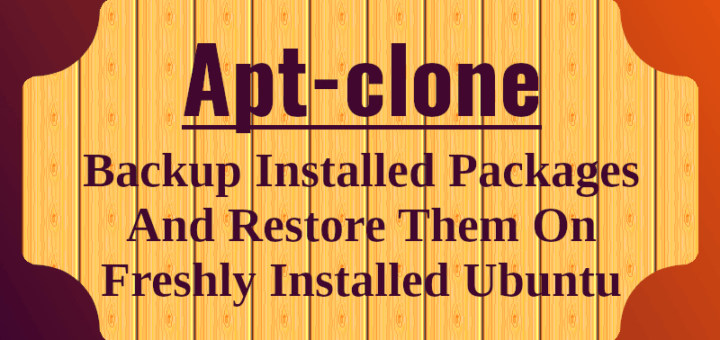 Apt-clone
Backup Installed Packages
And Restore Them On
Freshly Installed Ubuntu